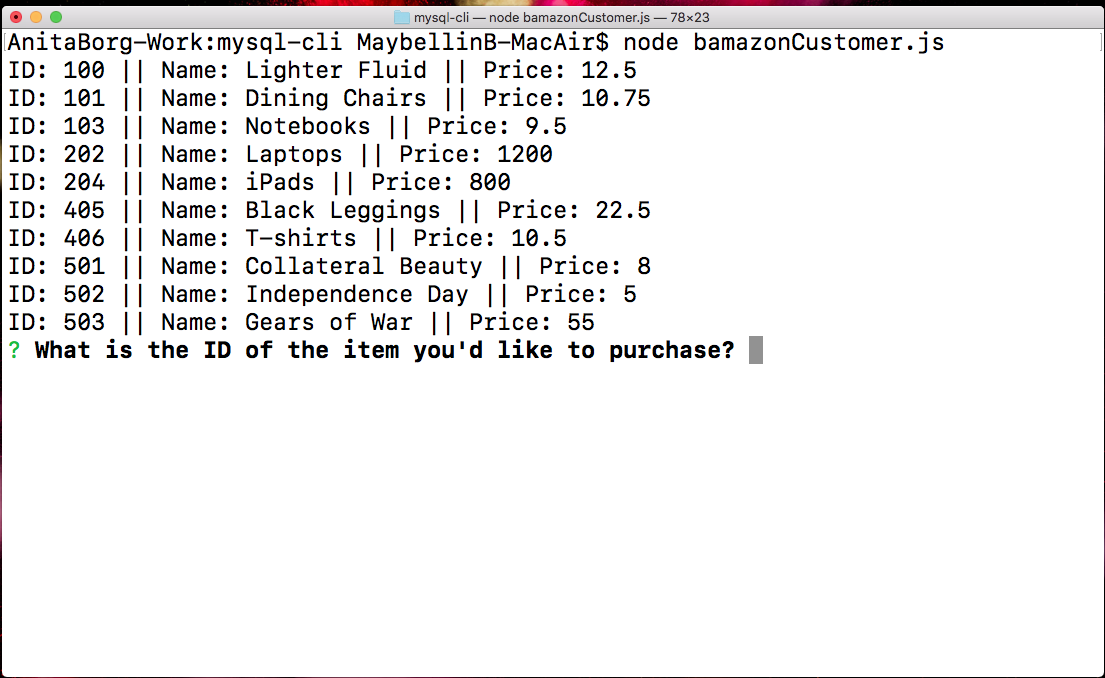 mysql-cli — node bamazonCustomer.js — 78×23
AnitaBorg-Work:mysql-cli MaybellinB-MacAir$ node bamazonCustomer.js
ID: 100 || Name: Lighter Fluid || Price: 12.5
ID: 101 || Name: Dining Chairs || Price: 10.75
ID: 103 || Name: Notebooks || Price: 9.5
ID: 202 || Name: Laptops || Price: 1200
ID: 204 || Name: iPads || Price: 800
ID: 405 || Name: Black Leggings || Price: 22.5
ID: 406 || Name: T-shirts || Price: 10.5
ID: 501 || Name: Collateral Beauty || Price: 8
ID: 502 || Name: Independence Day || Price: 5
ID: 503 || Name: Gears of War || Price: 55
? What is the ID of the item you'd like to purchase?